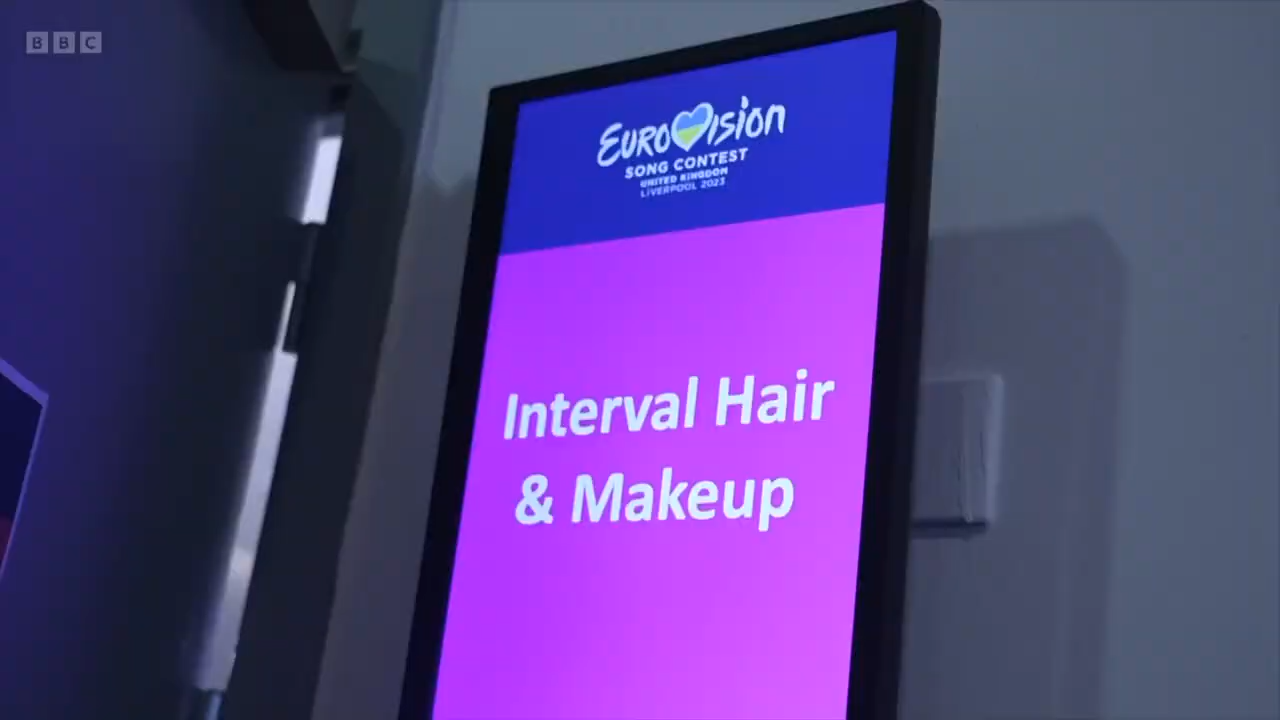 BBC
EUROVISION
SONG CONTEST
UNITED KINGDOM
LIVERPOOL 2023
Interval Hair
& Makeup